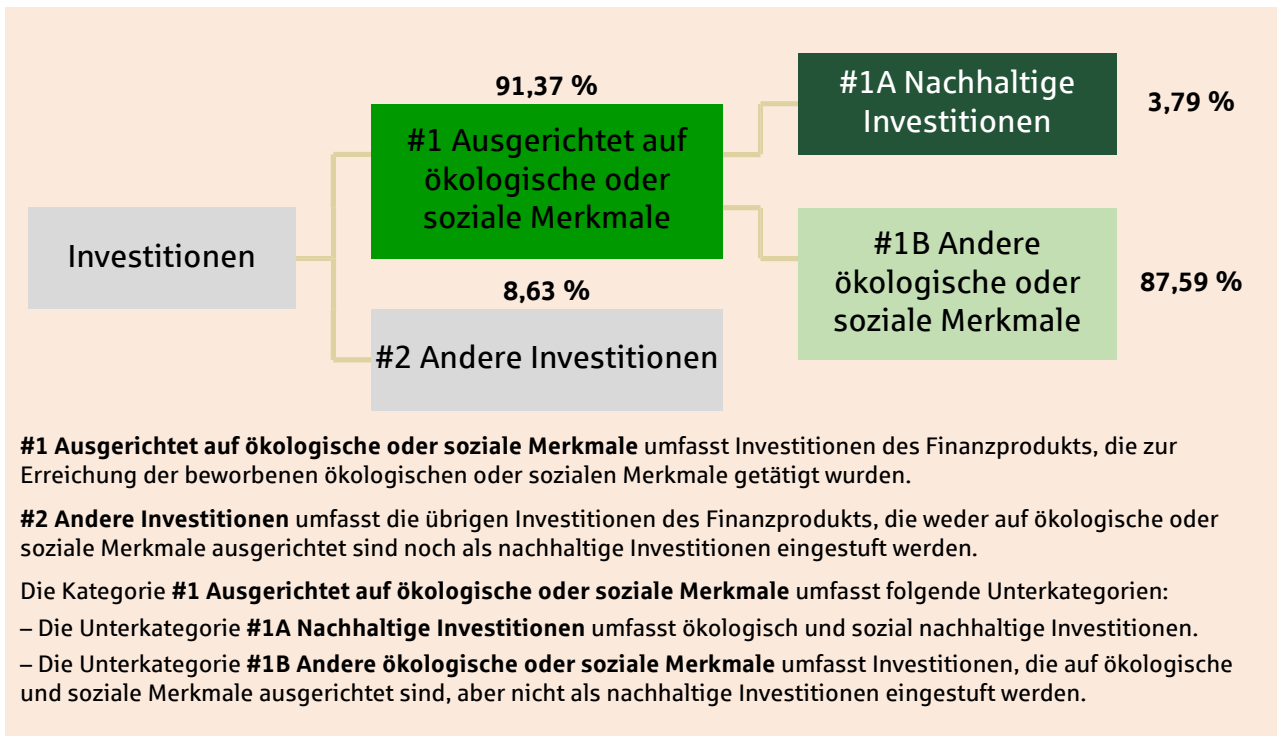 91,37 %
#1 Ausgerichtet auf
ökologische oder
soziale Merkmale
#1A Nachhaltige
Investitionen
3,79 %
Investitionen
8,63 %
#2 Andere Investitionen
#1B Andere
ökologische oder
soziale Merkmale
87,59 %
#1 Ausgerichtet auf ökologische oder soziale Merkmale umfasst Investitionen des Finanzprodukts, die zur
Erreichung der beworbenen ökologischen oder sozialen Merkmale getätigt wurden.
#2 Andere Investitionen umfasst die übrigen Investitionen des Finanzprodukts, die weder auf ökologische oder
soziale Merkmale ausgerichtet sind noch als nachhaltige Investitionen eingestuft werden.
Die Kategorie #1 Ausgerichtet auf ökologische oder soziale Merkmale umfasst folgende Unterkategorien:
– Die Unterkategorie #1A Nachhaltige Investitionen umfasst ökologisch und sozial nachhaltige Investitionen.
– Die Unterkategorie #1B Andere ökologische oder soziale Merkmale umfasst Investitionen, die auf ökologische
und soziale Merkmale ausgerichtet sind, aber nicht als nachhaltige Investitionen eingestuft werden.